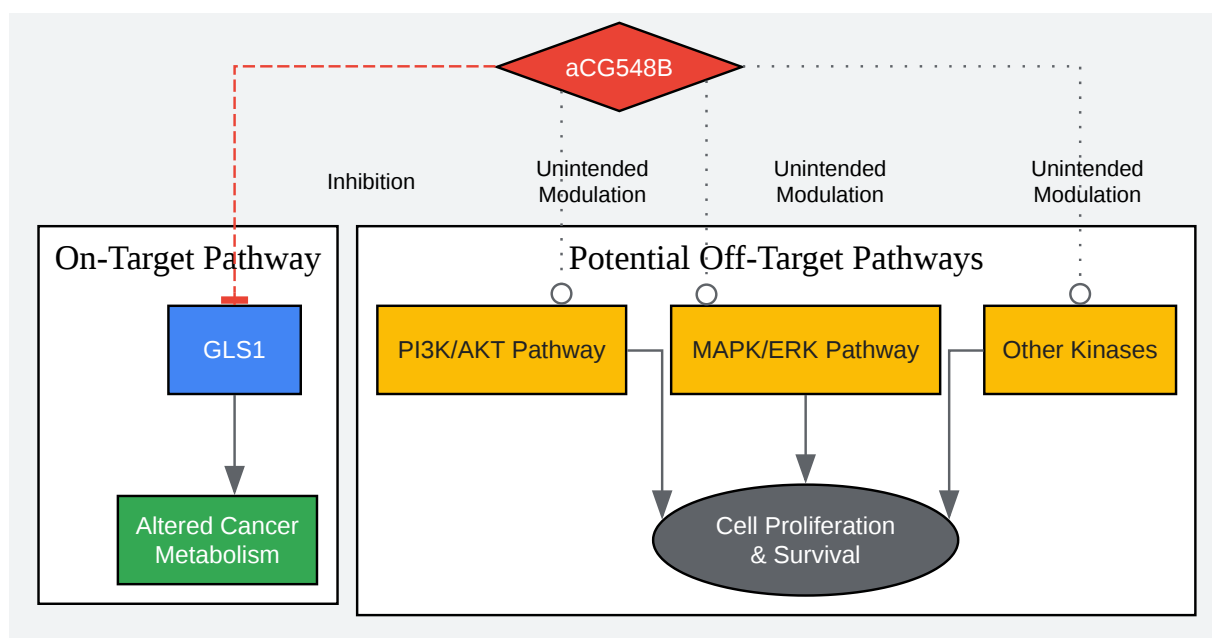 aCG548B
Inhibition
Unintended
Modulation
Unintended
Modulation
Unintended
Modulation
On-Target Pathway
Potential Off-Target Pathways
GLS1
PI3K/AKT Pathway
MAPK/ERK Pathway
Other Kinases
Altered Cancer
Metabolism
Cell Proliferation
& Survival